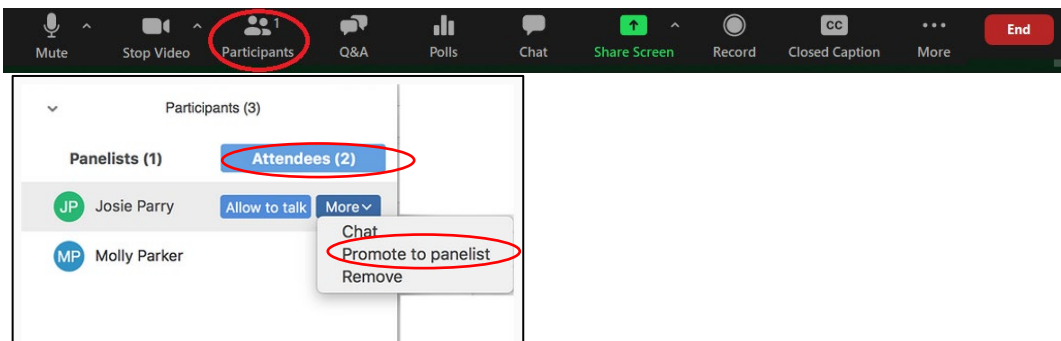 1
CC
End
Mute Stop Video Participants Q&A Polls Chat Share Screen Record Closed Caption More
Participants (3)
Panelists (1) Attendees (2)
JP Josie Parry Allow to talk More
Chat
MP Molly Parker Promote to panelist
Remove